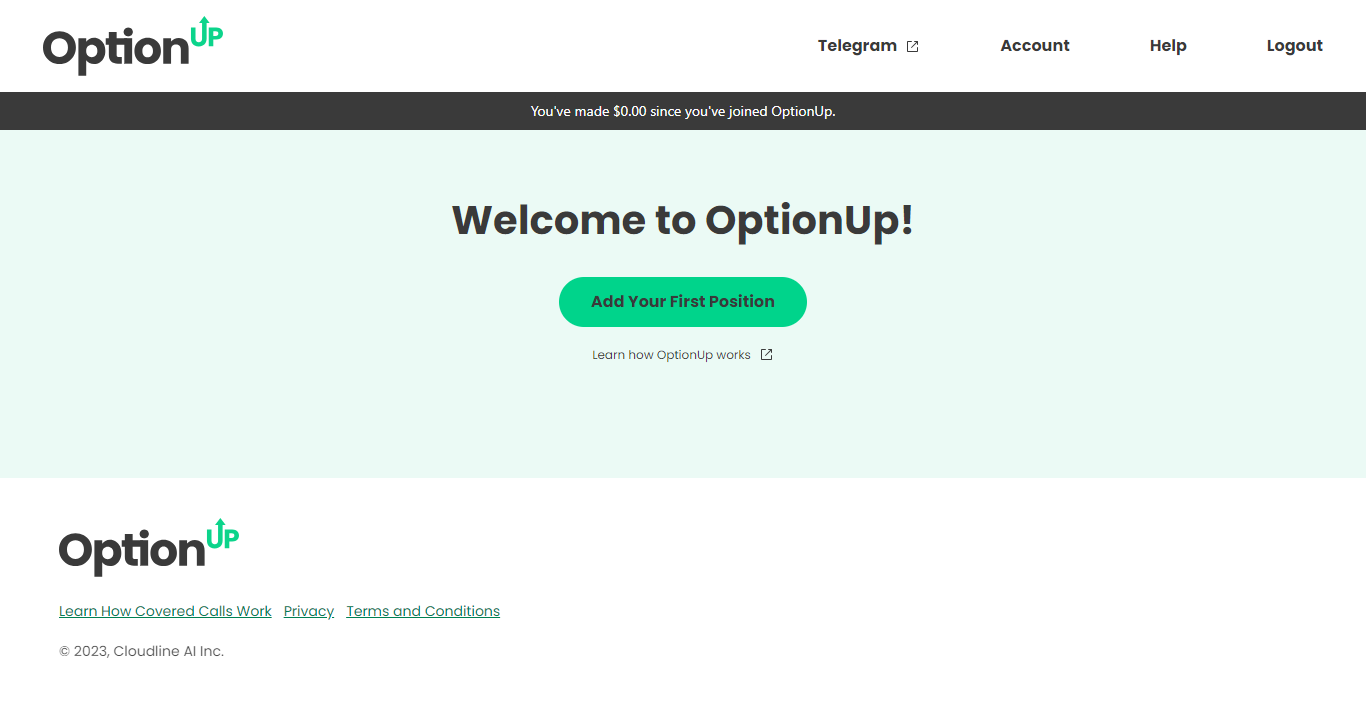 OptionUP
Telegram Account Help Logout
You've made $0.00 since you've joined OptionUp.
Welcome to OptionUp!
Add Your First Position
Learn how OptionUp works
OptionUP
Learn How Covered Calls Work Privacy Terms and Conditions
© 2023, Cloudline AI Inc.